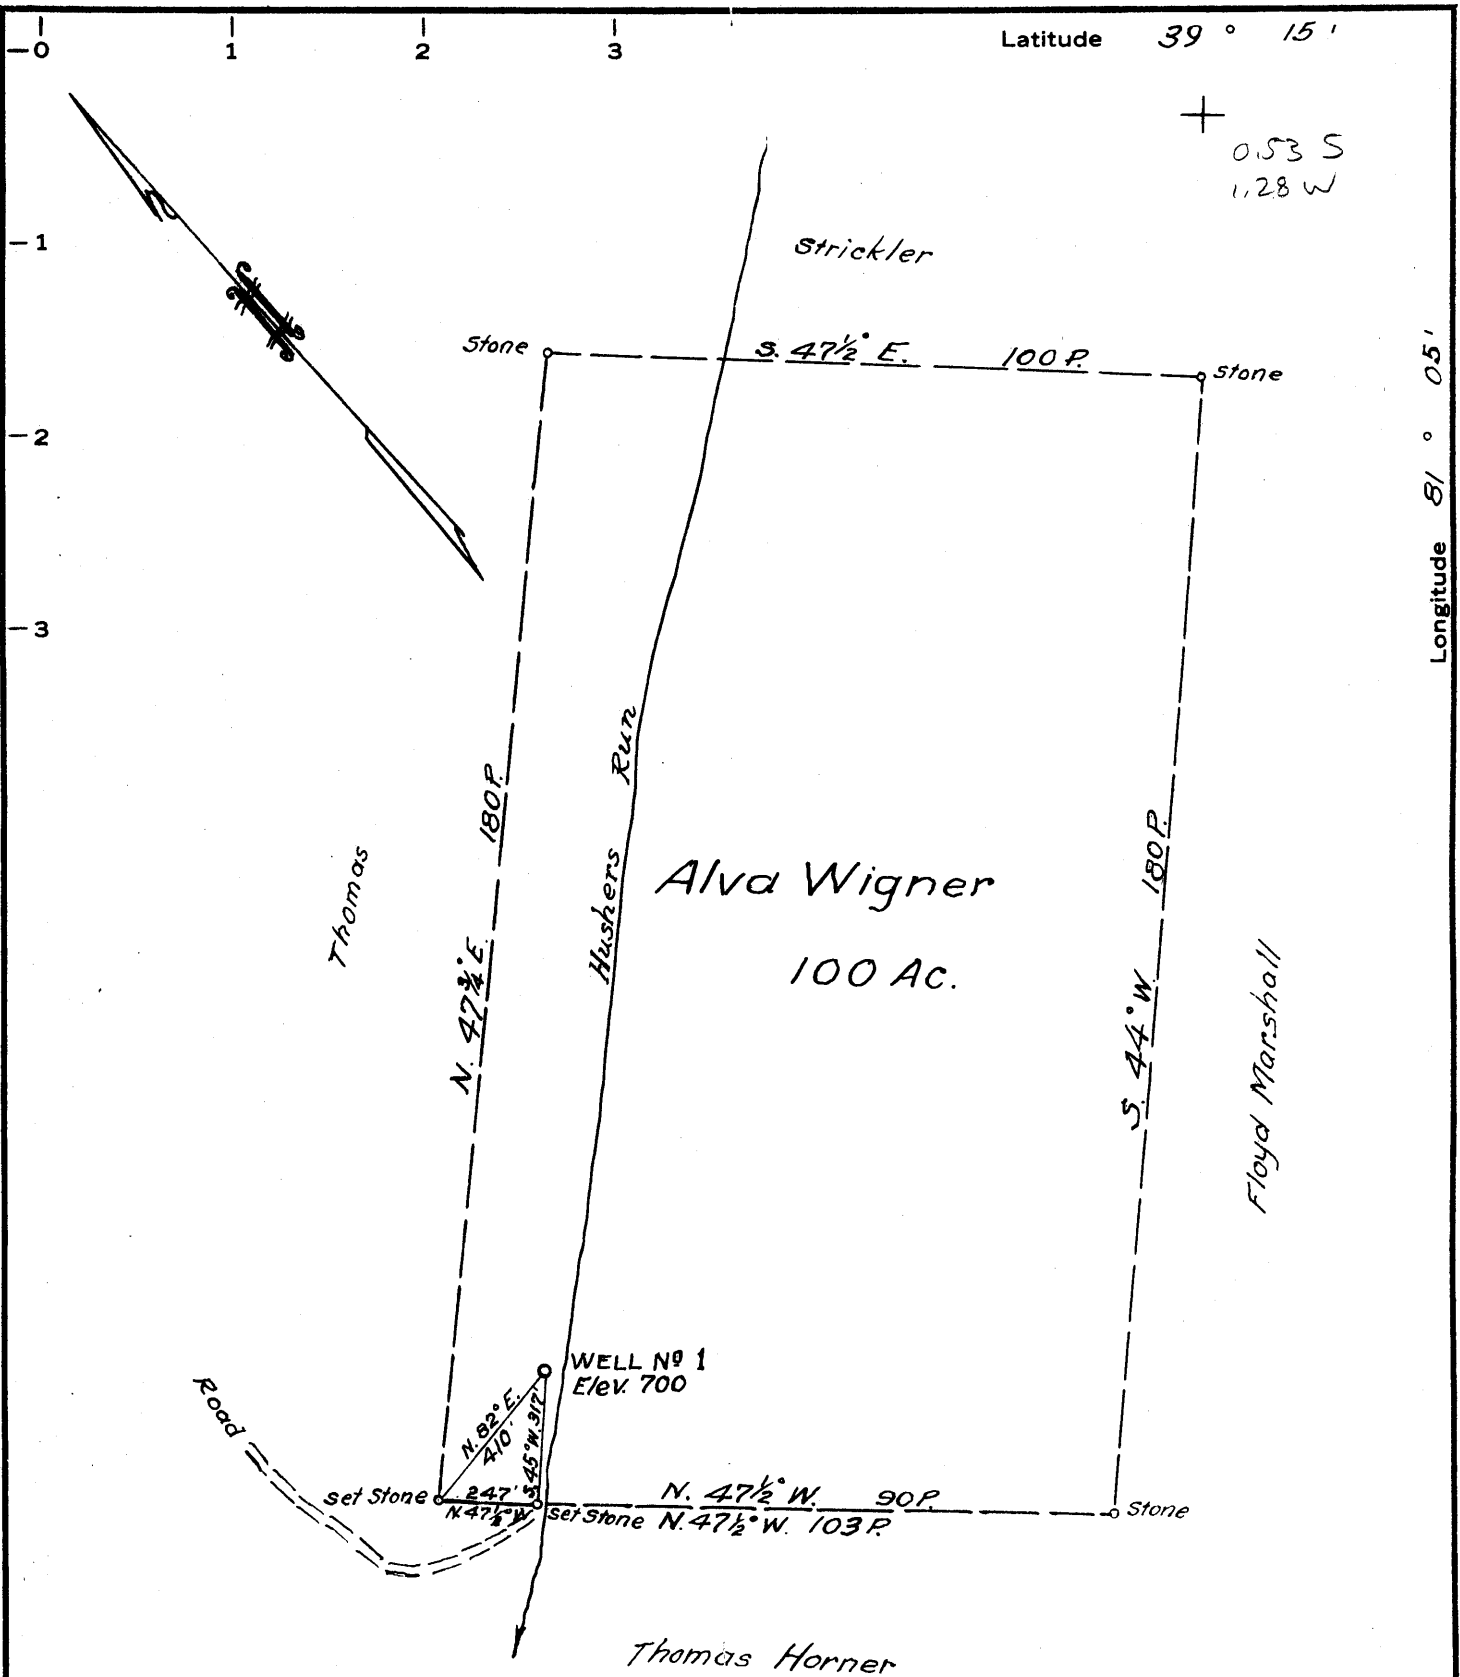 0 1 2 3 Latitude 39° 15'
0.53 S
1.28 W
1
Strickler
Stone S. 47½° E. 100 P. Stone
2
3
Longitude 81° 05'
Hushers Run
180 P.
N. 47¾° E.
Thomas
Alva Wigner
100 Ac.
180 P.
S. 44° W.
Floyd Marshall
WELL Nº 1
Elev. 700
N. 82° E.
410'
S. 45° W. 317'
Road
set Stone 247' N. 47½° W. 90 P. Stone
N. 47½° W. set Stone N. 47½° W. 103 P.
Thomas Horner